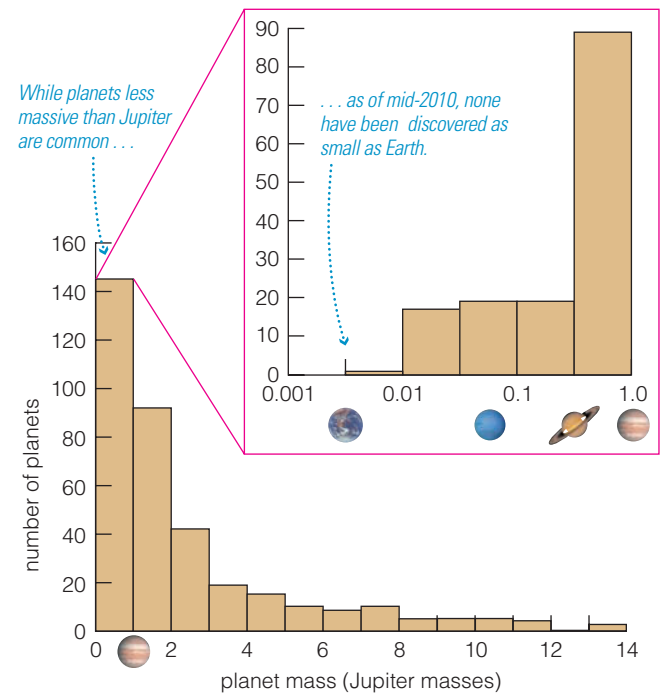 While planets less
massive than Jupiter
are common . . .
. . . as of mid-2010, none
have been discovered as
small as Earth.
90
80
70
60
50
40
30
20
10
0
0.001 0.01 0.1 1.0
160
140
120
100
80
60
40
20
0
number of planets
0 2 4 6 8 10 12 14
planet mass (Jupiter masses)